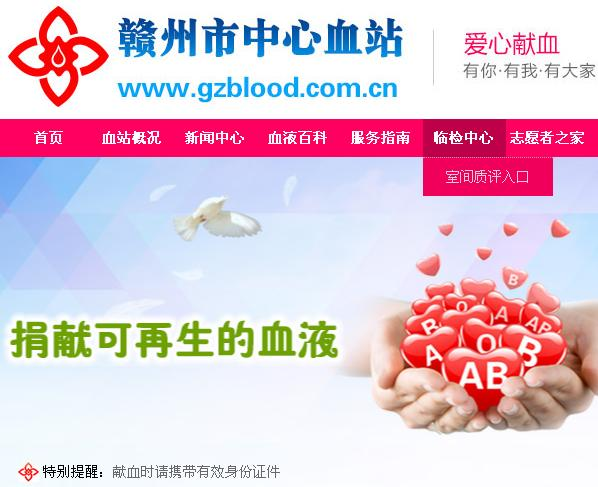 赣州市中心血站
www.gzblood.com.cn
爱心献血
有你·有我·有大家
首页 血站概况 新闻中心 血液百科 服务指南 临检中心 志愿者之家
室间质评入口
捐献可再生的血液
B
A
R O AB
A O B
AB
特别提醒：献血时请携带有效身份证件